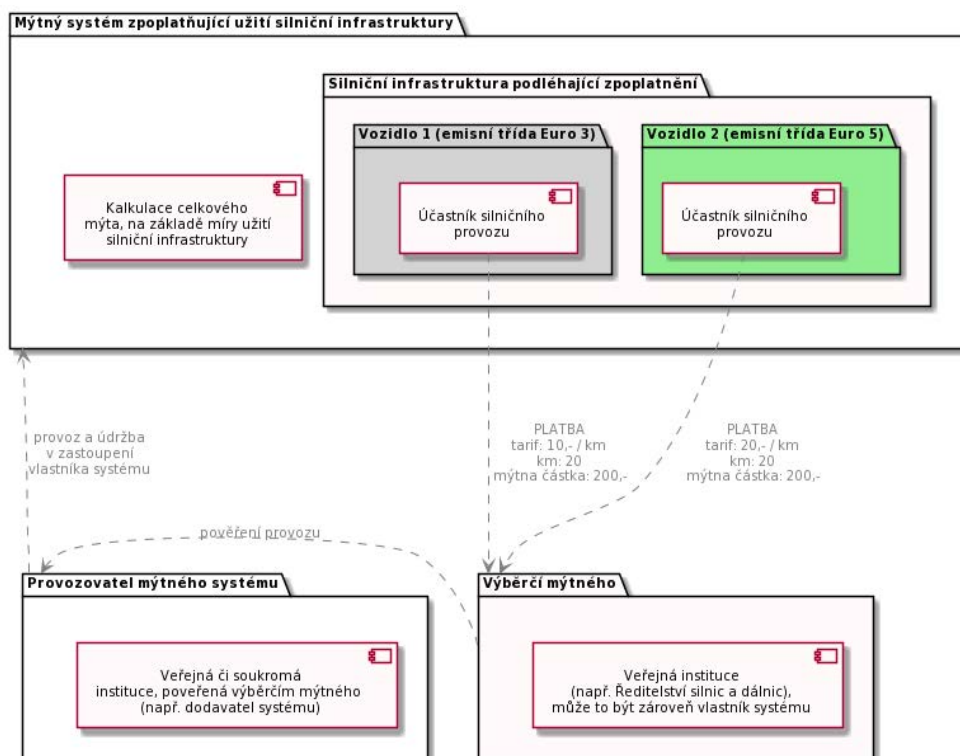 Mýtný systém zpoplatňující užití silniční infrastruktury
Silniční infrastruktura podléhající zpoplatnění
Vozidlo 1 (emisní třída Euro 3)
Vozidlo 2 (emisní třída Euro 5)
Kalkulace celkového
mýta, na základě míry užití
silniční infrastruktury
Účastník silničního
provozu
Účastník silničního
provozu
provoz a údržba
v zastoupení
vlastníka systému
PLATBA
tarif: 10,- / km
km: 20
mýtna částka: 200,-
PLATBA
tarif: 20,- / km
km: 20
mýtna částka: 200,-
pověření provozu
Provozovatel mýtného systému
Veřejná či soukromá
instituce, poveřená výběrčím mýtného
(např. dodavatel systému)
Výběrčí mýtného
Veřejná instituce
(např. Ředitelství silnic a dálnic),
může to být zároveň vlastník systému